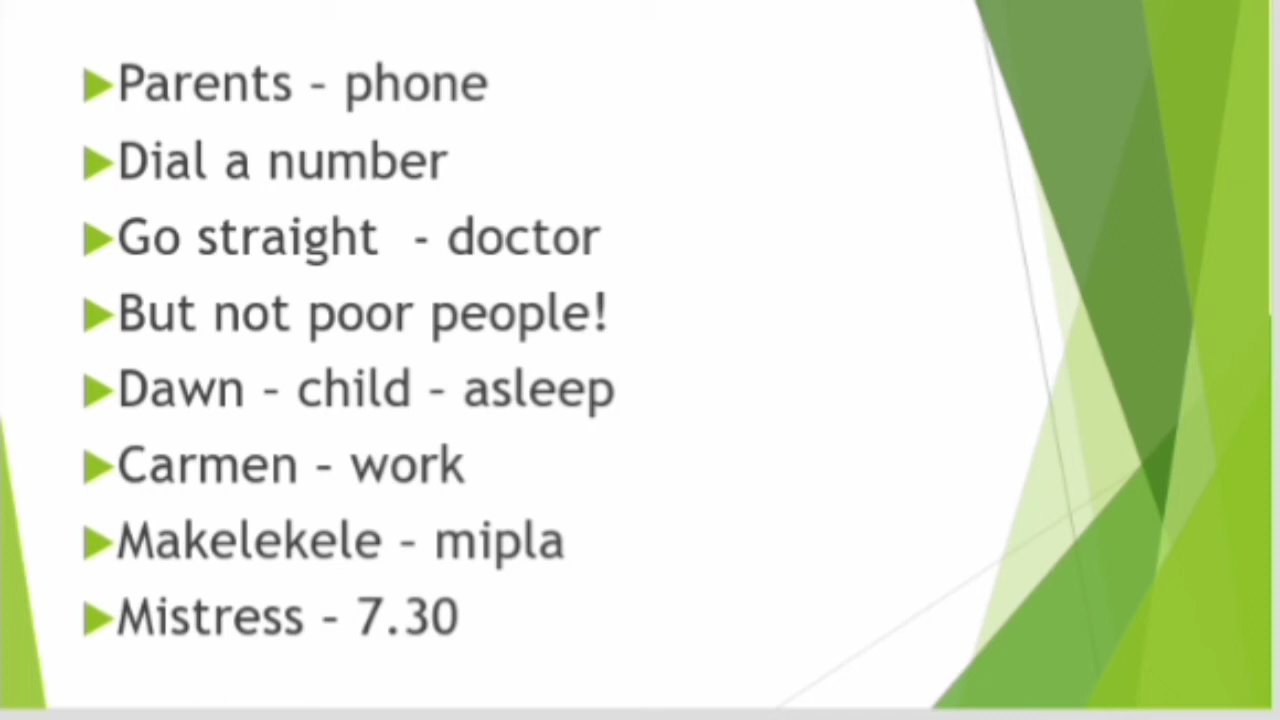 Parents – phone
Dial a number
Go straight - doctor
But not poor people!
Dawn – child – asleep
Carmen – work
Makelekele – mipla
Mistress – 7.30